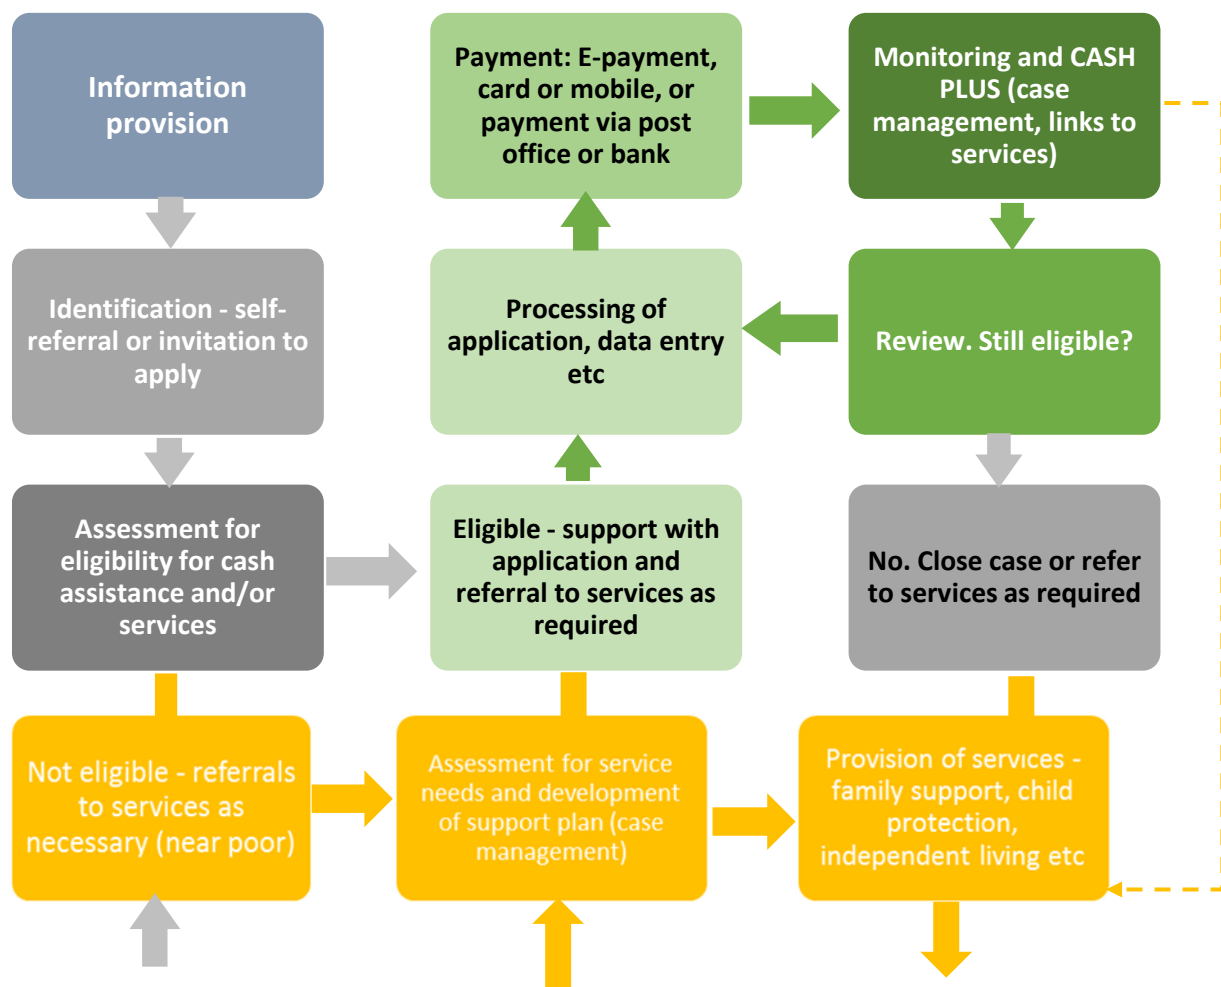 Information
provision
Identification - self-
referral or invitation to
apply
Assessment for
eligibility for cash
assistance and/or
services
Not eligible - referrals
to services as
necessary (near poor)
Payment: E-payment,
card or mobile, or
payment via post
office or bank
Processing of
application, data entry
etc
Eligible - support with
application and
referral to services as
required
Assessment for service
needs and development
of support plan (case
management)
Monitoring and CASH
PLUS (case
management, links to
services)
Review. Still eligible?
No. Close case or refer
to services as required
Provision of services -
family support, child
protection,
independent living etc